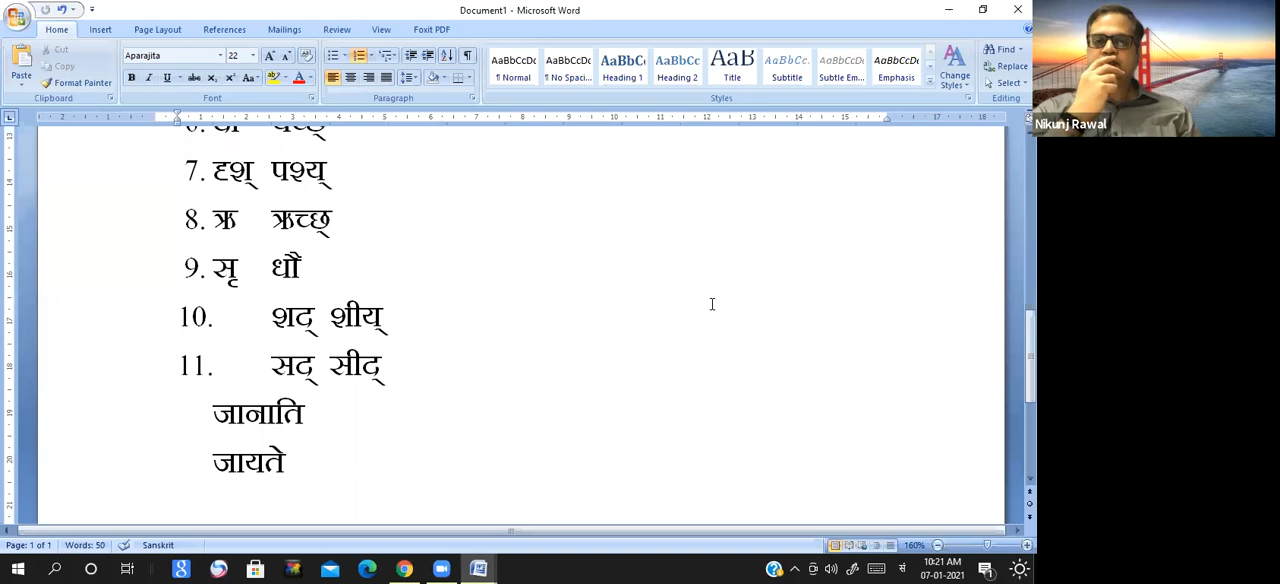 Document1 - Microsoft Word
Home Insert Page Layout References Mailings Review View Foxit PDF
Cut
Copy
Format Painter
Paste
Clipboard
Aparajita 22
Font
Paragraph
AaBbCcDc AaBbCcDc AaBbC AaBbCc AaB AaBbCc. AaBbCcDc AaBbCcDc
¶ Normal ¶ No Spaci... Heading 1 Heading 2 Title Subtitle Subtle Em... Emphasis
Change Styles
Styles
Find
Replace
Select
Editing
Nikunj Rawal
7. दृश् पश्य्
8. ऋ ऋच्छ्
9. सृ धौ
10. शद् शीय्
11. सद् सीद्
जानाति
जायते
Page: 1 of 1 Words: 50 Sanskrit 160%
10:21 AM
07-01-2021